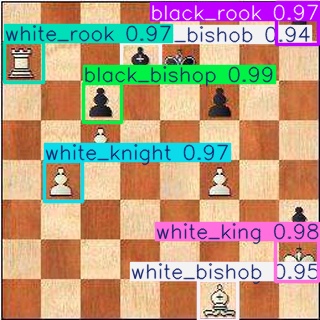 black_rook 0.97
white_rook 0.97
_bishob 0.94
black_bishop 0.99
white_knight 0.97
white_king 0.98
white_bishob 0.95